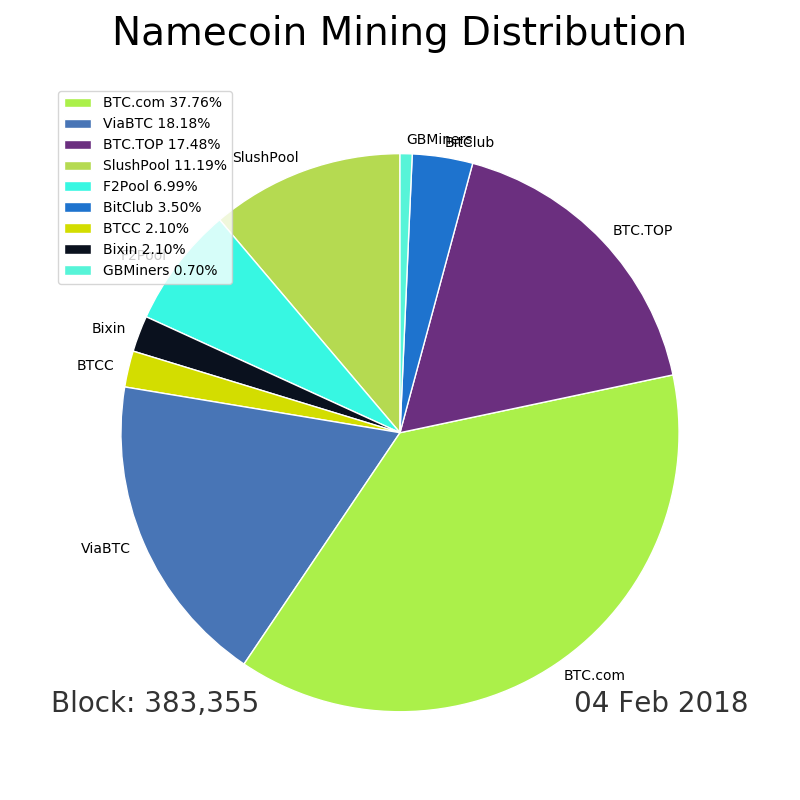 Namecoin Mining Distribution
BTC.com 37.76%
ViaBTC 18.18%
BTC.TOP 17.48%
SlushPool 11.19%
F2Pool 6.99%
BitClub 3.50%
BTCC 2.10%
Bixin 2.10%
GBMiners 0.70%
GBMiners
BitClub
SlushPool
BTC.TOP
F2Pool
Bixin
BTCC
ViaBTC
BTC.com
Block: 383,355
04 Feb 2018